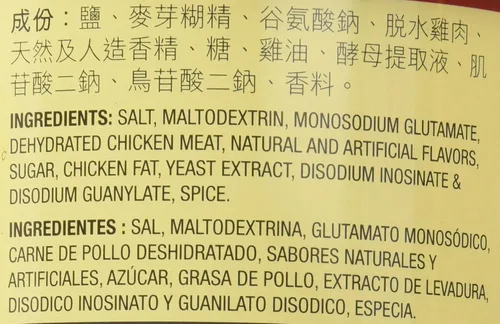 成份：鹽、麥芽糊精、谷氨酸鈉、脱水雞肉、
天然及人造香精、糖、雞油、酵母提取液、肌
苷酸二鈉、鳥苷酸二鈉、香料。
INGREDIENTS: SALT, MALTODEXTRIN, MONOSODIUM GLUTAMATE,
DEHYDRATED CHICKEN MEAT, NATURAL AND ARTIFICIAL FLAVORS,
SUGAR, CHICKEN FAT, YEAST EXTRACT, DISODIUM INOSINATE &
DISODIUM GUANYLATE, SPICE.
INGREDIENTES : SAL, MALTODEXTRINA, GLUTAMATO MONOSÓDICO,
CARNE DE POLLO DESHIDRATADO, SABORES NATURALES Y
ARTIFICIALES, AZÚCAR, GRASA DE POLLO, EXTRACTO DE LEVADURA,
DISODICO INOSINATO Y GUANILATO DISODICO, ESPECIA.